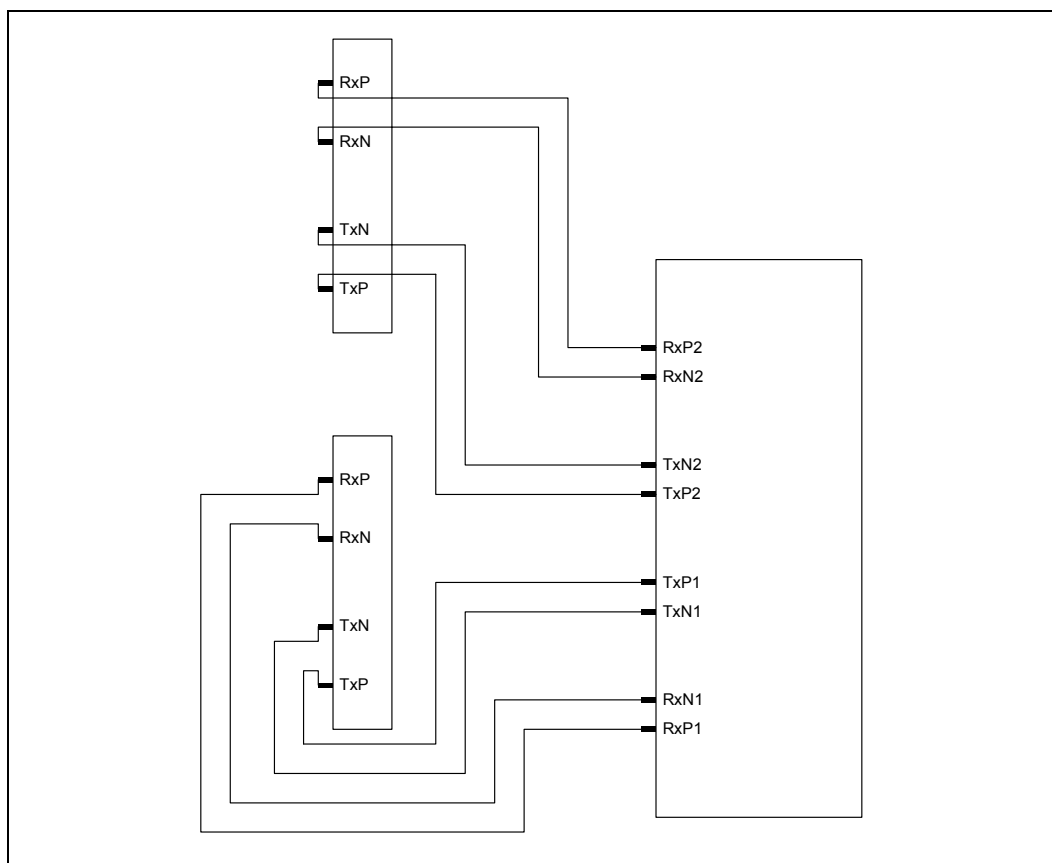 RxP
RxN
TxN
TxP
RxP2
RxN2
TxN2
TxP2
RxP
RxN
TxN
TxP
TxP1
TxN1
RxN1
RxP1